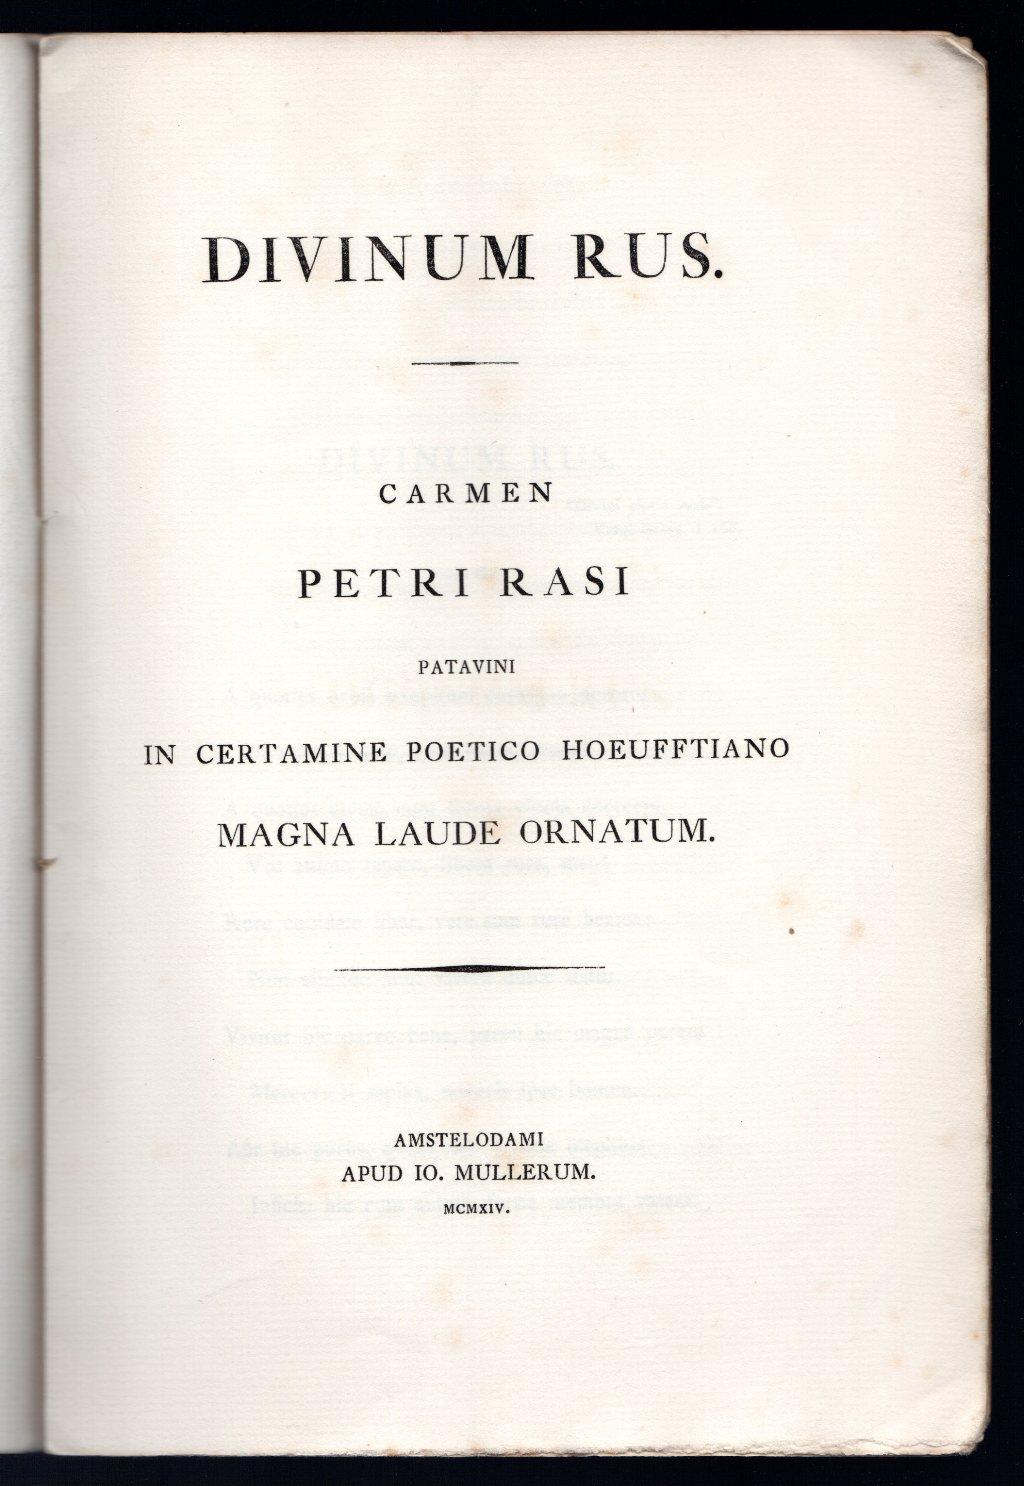 DIVINUM RUS.
CARMEN
PETRI RASI
PATAVINI
IN CERTAMINE POETICO HOEUFFTIANO
MAGNA LAUDE ORNATUM.
AMSTELODAMI
APUD IO. MULLERUM.
MCMXIV.